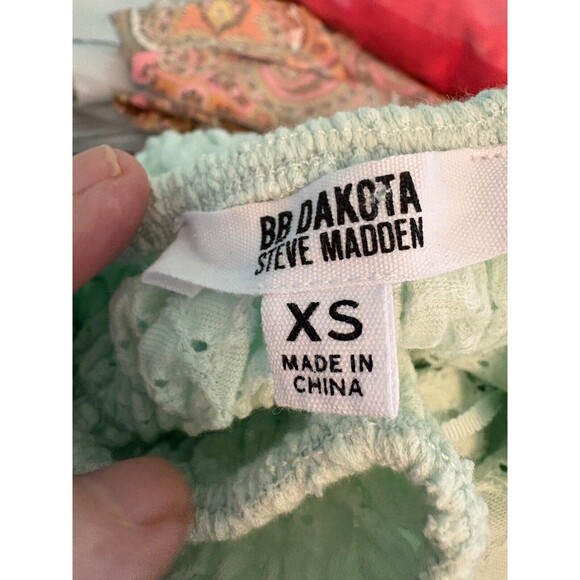 BB DAKOTA
STEVE MADDEN
XS
MADE IN
CHINA